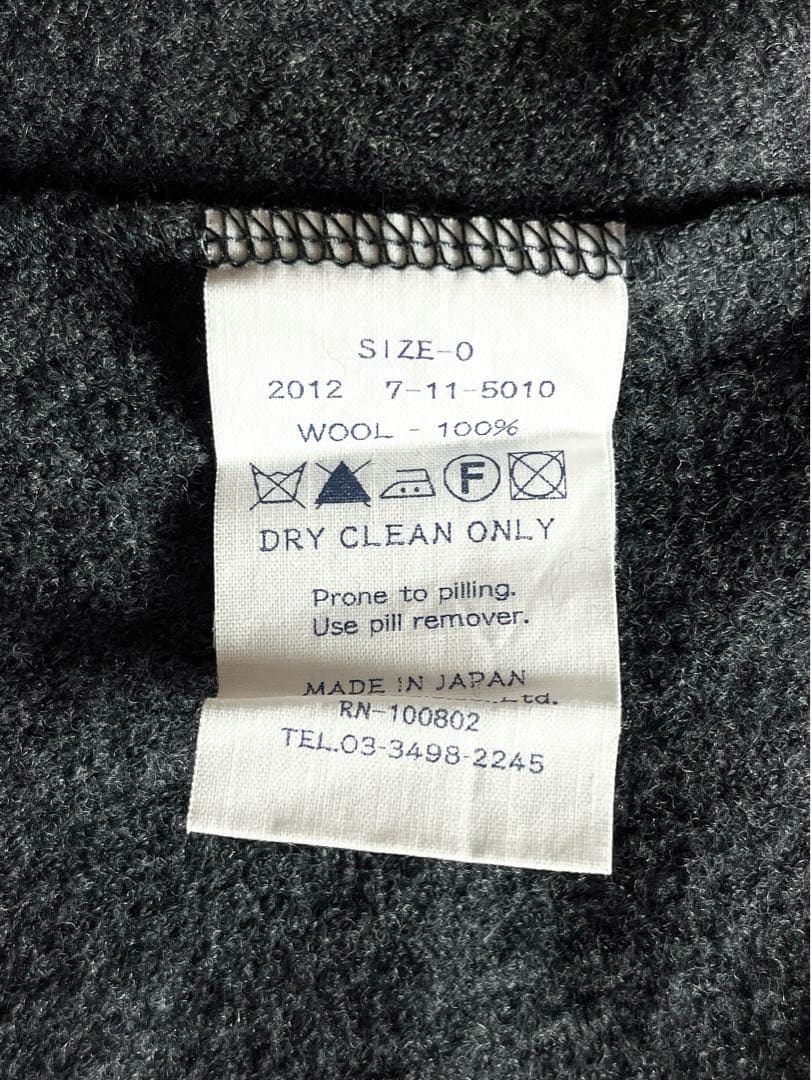 SIZE-0
2012 7-11-5010
WOOL - 100%
F
DRY CLEAN ONLY
Prone to pilling.
Use pill remover.
MADE IN JAPAN
Ltd.
RN-100802
TEL.03-3498-2245